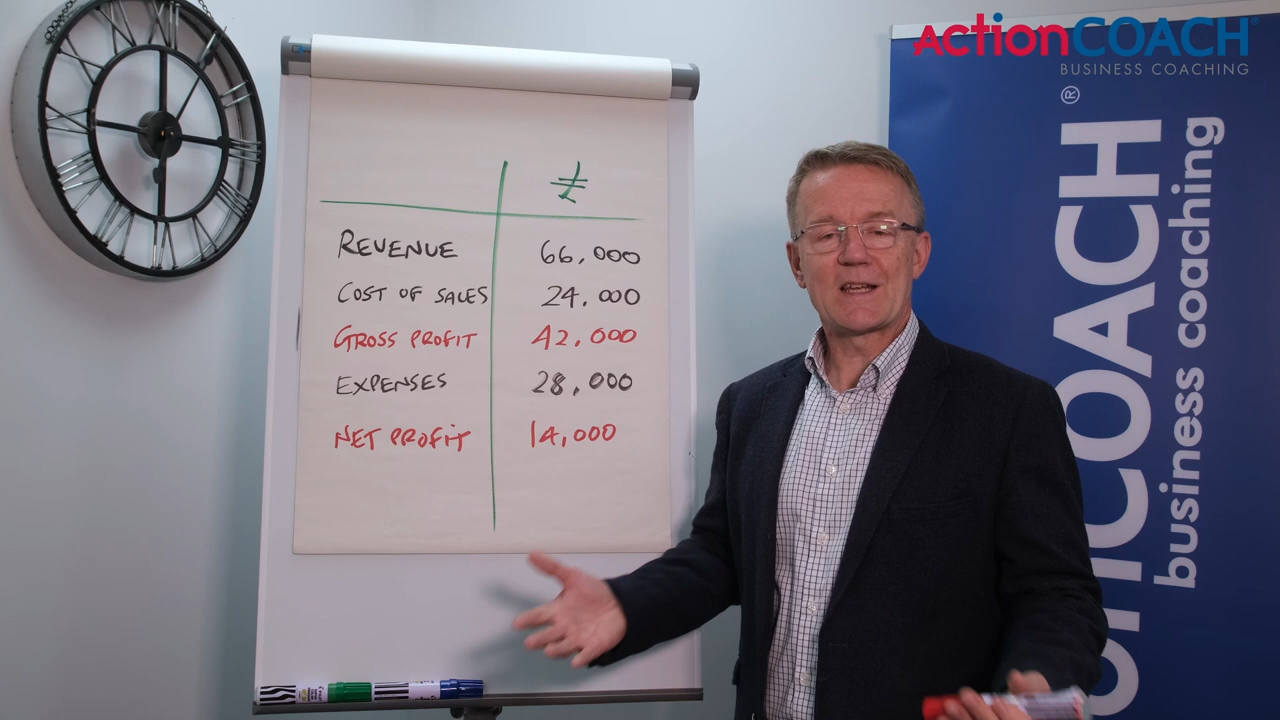 ActionCOACH
BUSINESS COACHING
£
REVENUE 66,000
COST OF SALES 24,000
GROSS PROFIT 42,000
EXPENSES 28,000
NET PROFIT 14,000
COACH®
business coaching